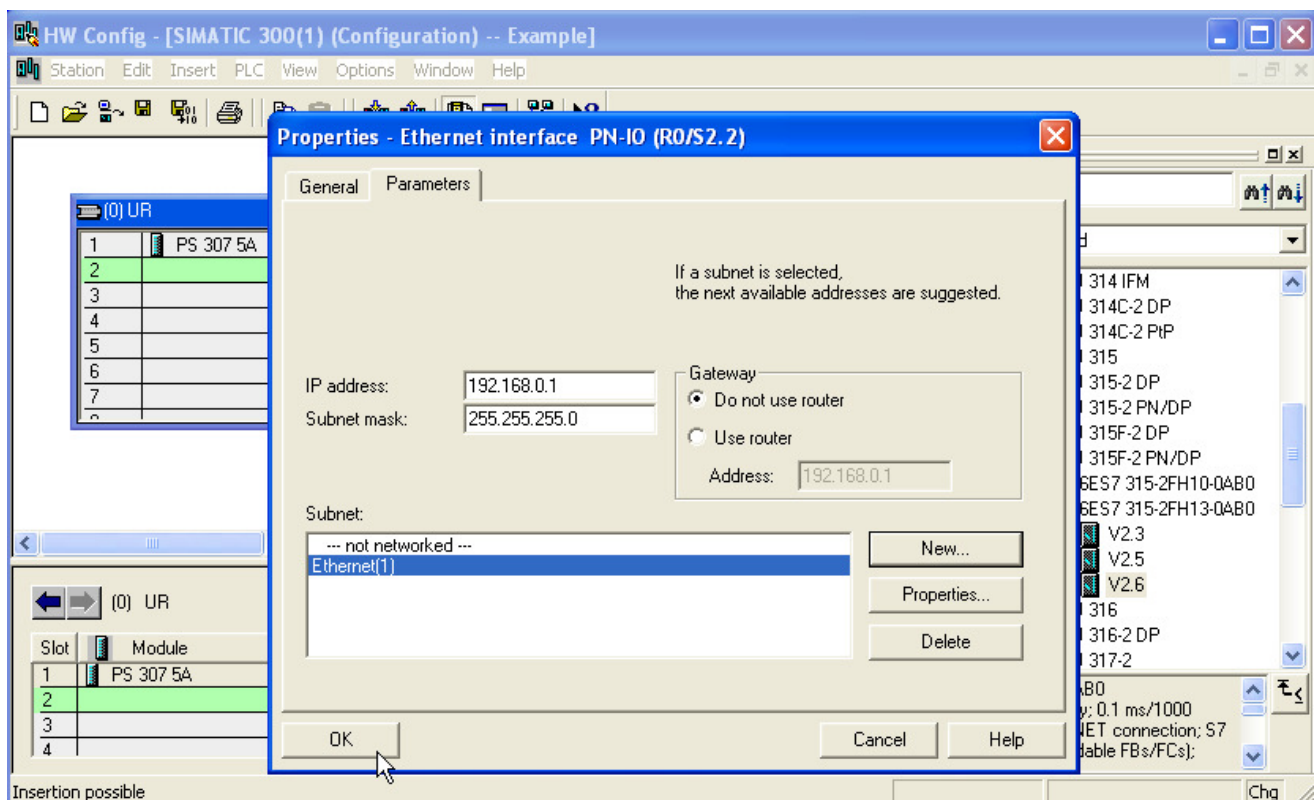 HW Config - [SIMATIC 300(1) (Configuration) -- Example]
Station Edit Insert PLC View Options Window Help
Properties - Ethernet interface PN-IO (R0/S2.2)
General Parameters
If a subnet is selected,
the next available addresses are suggested.
IP address: 192.168.0.1
Subnet mask: 255.255.255.0
Gateway
Do not use router
Use router
Address: 192.168.0.1
Subnet:
--- not networked ---
Ethernet(1)
New...
Properties...
Delete
OK Cancel Help
(0) UR
1 PS 307 5A
2
3
4
5
6
7
314 IFM
314C-2 DP
314C-2 PtP
315
315-2 DP
315-2 PN/DP
315F-2 DP
315F-2 PN/DP
6ES7 315-2FH10-0AB0
6ES7 315-2FH13-0AB0
V2.3
V2.5
V2.6
316
316-2 DP
317-2
(0) UR
Slot Module
1 PS 307 5A
2
3
4
0.1 ms/1000
connection; S7
FBs/FCs);
Insertion possible Chg